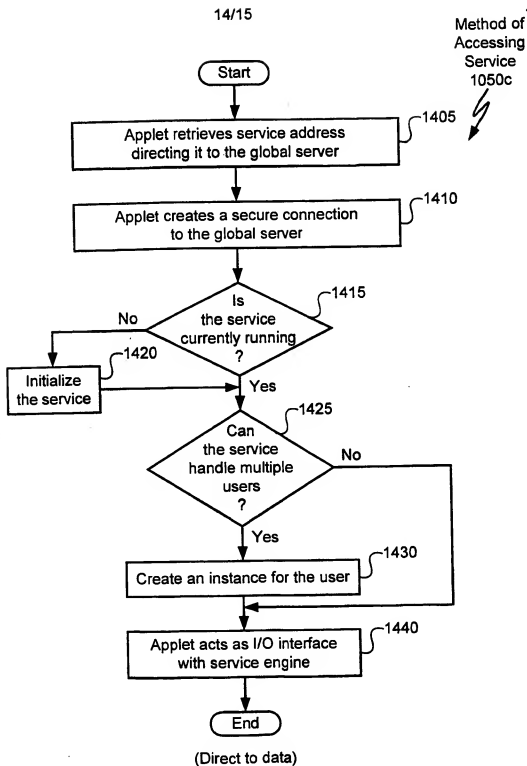 14/15
Method of
Accessing
Service
1050c
Start
1405
Applet retrieves service address
directing it to the global server
1410
Applet creates a secure connection
to the global server
1415
Is
the service
currently running
?
No
1420
Initialize
the service
Yes
1425
Can
the service
handle multiple
users
?
No
Yes
1430
Create an instance for the user
1440
Applet acts as I/O interface
with service engine
End
(Direct to data)